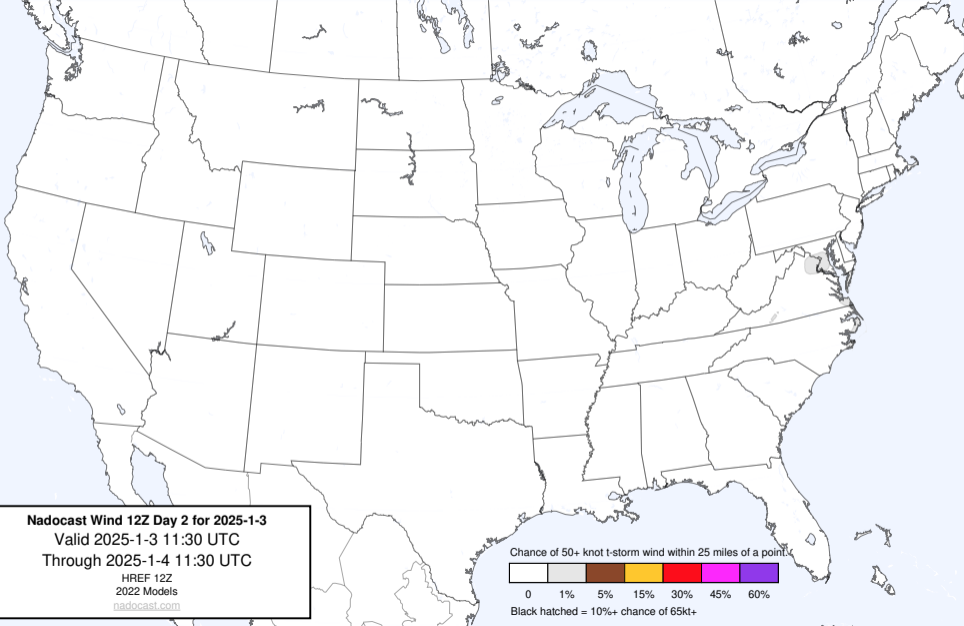 Nadocast Wind 12Z Day 2 for 2025-1-3
Valid 2025-1-3 11:30 UTC
Through 2025-1-4 11:30 UTC
HREF 12Z
2022 Models
nadocast.com
Chance of 50+ knot t-storm wind within 25 miles of a point.
0 1% 5% 15% 30% 45% 60%
Black hatched = 10%+ chance of 65kt+